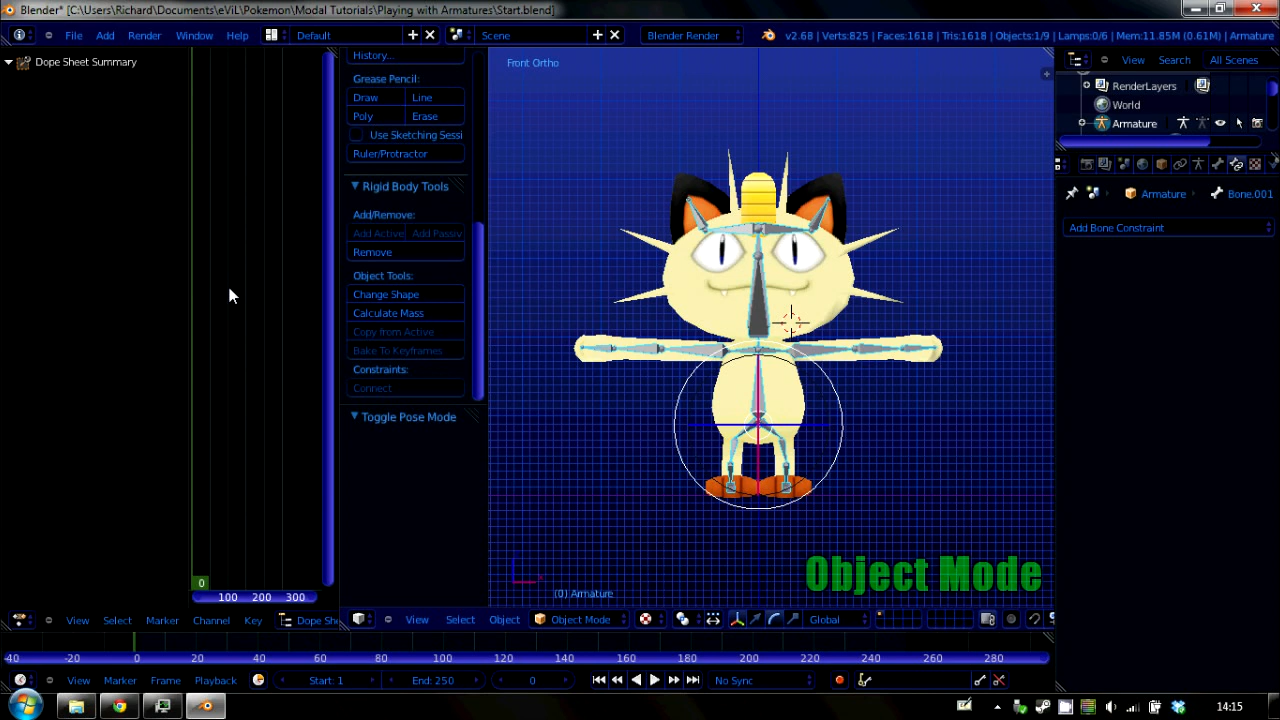 Blender* [C:\Users\Richard\Documents\eViL\Pokemon\Modal Tutorials\Playing with Armatures\Start.blend]
File Add Render Window Help Default Scene Blender Render v2.68 | Verts:825 | Faces:1618 | Tris:1618 | Objects:1/9 | Lamps:0/6 | Mem:11.85M (0.61M) | Armature
Dope Sheet Summary
0
100 200 300
View Select Marker Channel Key Dope Sh
History...
Grease Pencil:
Draw Line
Poly Erase
Use Sketching Sessi
Ruler/Protractor
Rigid Body Tools
Add/Remove:
Add Active Add Passiv
Remove
Object Tools:
Change Shape
Calculate Mass
Copy from Active
Bake To Keyframes
Constraints:
Connect
Toggle Pose Mode
Front Ortho
Object Mode
(0) Armature
View Select Object Object Mode Global
View Search All Scenes
RenderLayers
World
Armature
Armature Bone.001
Add Bone Constraint
-40 -20 0 20 40 60 80 100 120 140 160 180 200 220 240 260 280
View Marker Frame Playback Start: 1 End: 250 0 No Sync
14:15